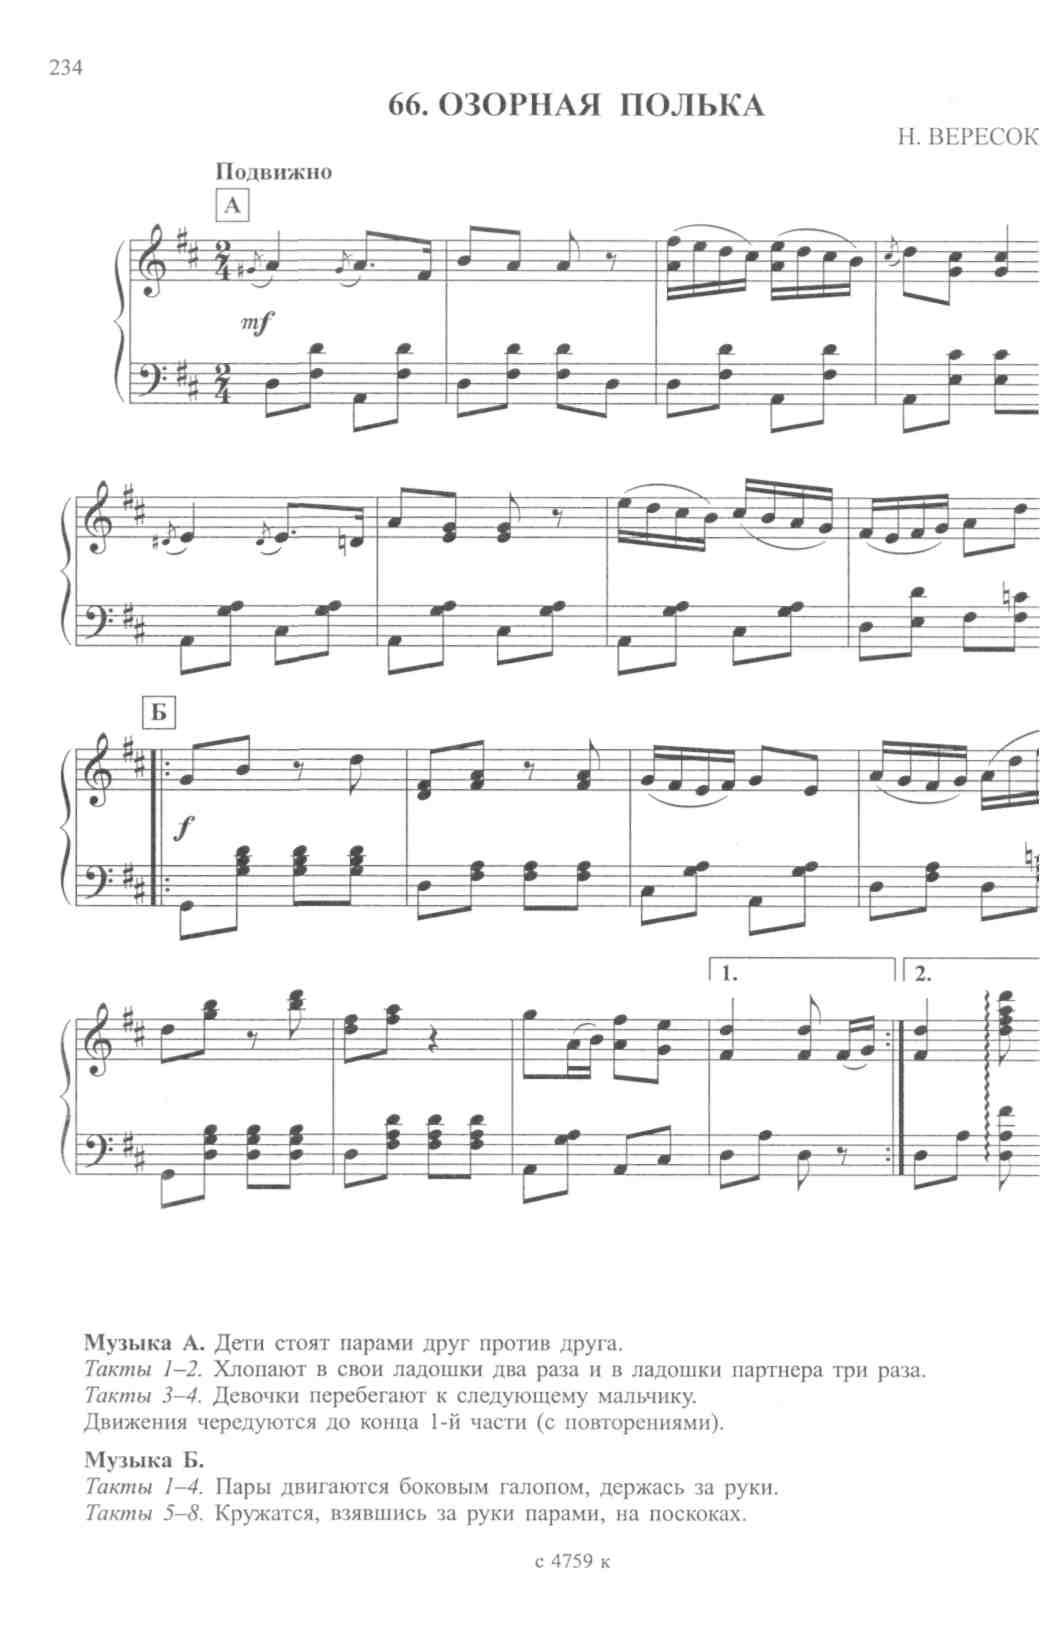 234
66. ОЗОРНАЯ ПОЛЬКА
Н. ВЕРЕСОК
Подвижно
А
mf
Б
f
1. 2.
Музыка А. Дети стоят парами друг против друга.
Такты 1–2. Хлопают в свои ладошки два раза и в ладошки партнера три раза.
Такты 3–4. Девочки перебегают к следующему мальчику.
Движения чередуются до конца 1-й части (с повторениями).
Музыка Б.
Такты 1–4. Пары двигаются боковым галопом, держась за руки.
Такты 5–8. Кружатся, взявшись за руки парами, на поскоках.
с 4759 к